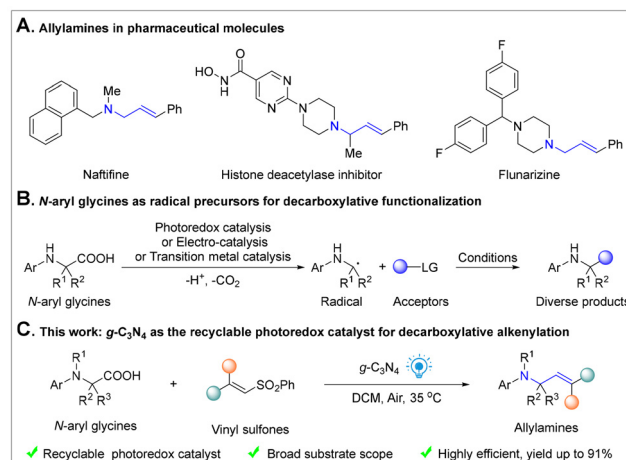 A. Allylamines in pharmaceutical molecules
Me
N
Ph
Naftifine
O
HO
N
H
N
N
N
N
Me
Ph
Histone deacetylase inhibitor
F
F
N
N
Ph
Flunarizine
B. N-aryl glycines as radical precursors for decarboxylative functionalization
H
N
Ar
COOH
R1 R2
N-aryl glycines
Photoredox catalysis
or Electro-catalysis
or Transition metal catalysis
-H+, -CO2
H
N
Ar
C
R1 R2
Radical
+
LG
Acceptors
Conditions
H
N
Ar
R1 R2
Diverse products
C. This work: g-C3N4 as the recyclable photoredox catalyst for decarboxylative alkenylation
R1
N
Ar
COOH
R2 R3
N-aryl glycines
+
SO2Ph
Vinyl sulfones
g-C3N4
DCM, Air, 35 oC
R1
N
Ar
R2 R3
Allylamines
✓ Recyclable photoredox catalyst ✓ Broad substrate scope ✓ Highly efficient, yield up to 91%